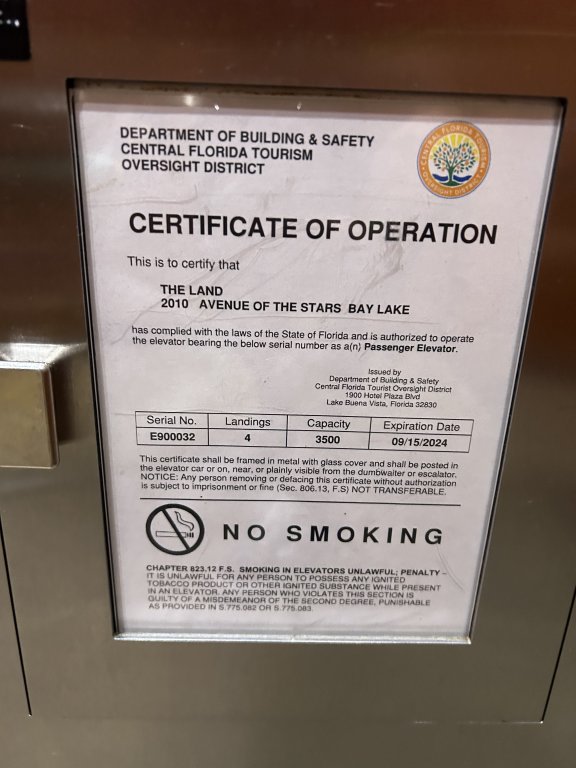 DEPARTMENT OF BUILDING & SAFETY
CENTRAL FLORIDA TOURISM
OVERSIGHT DISTRICT
CENTRAL FLORIDA TOURISM
OVERSIGHT DISTRICT
CERTIFICATE OF OPERATION
This is to certify that
THE LAND
2010 AVENUE OF THE STARS BAY LAKE
has complied with the laws of the State of Florida and is authorized to operate
the elevator bearing the below serial number as a(n) Passenger Elevator.
Issued by
Department of Building & Safety
Central Florida Tourist Oversight District
1900 Hotel Plaza Blvd
Lake Buena Vista, Florida 32830
Serial No. Landings Capacity Expiration Date
E900032 4 3500 09/15/2024
This certificate shall be framed in metal with glass cover and shall be posted in
the elevator car or on, near, or plainly visible from the dumbwaiter or escalator.
NOTICE: Any person removing or defacing this certificate without authorization
is subject to imprisonment or fine (Sec. 806.13, F.S) NOT TRANSFERABLE.
NO SMOKING
CHAPTER 823.12 F.S. SMOKING IN ELEVATORS UNLAWFUL; PENALTY –
IT IS UNLAWFUL FOR ANY PERSON TO POSSESS ANY IGNITED
TOBACCO PRODUCT OR OTHER IGNITED SUBSTANCE WHILE PRESENT
IN AN ELEVATOR. ANY PERSON WHO VIOLATES THIS SECTION IS
GUILTY OF A MISDEMEANOR OF THE SECOND DEGREE, PUNISHABLE
AS PROVIDED IN S.775.082 OR S.775.083.